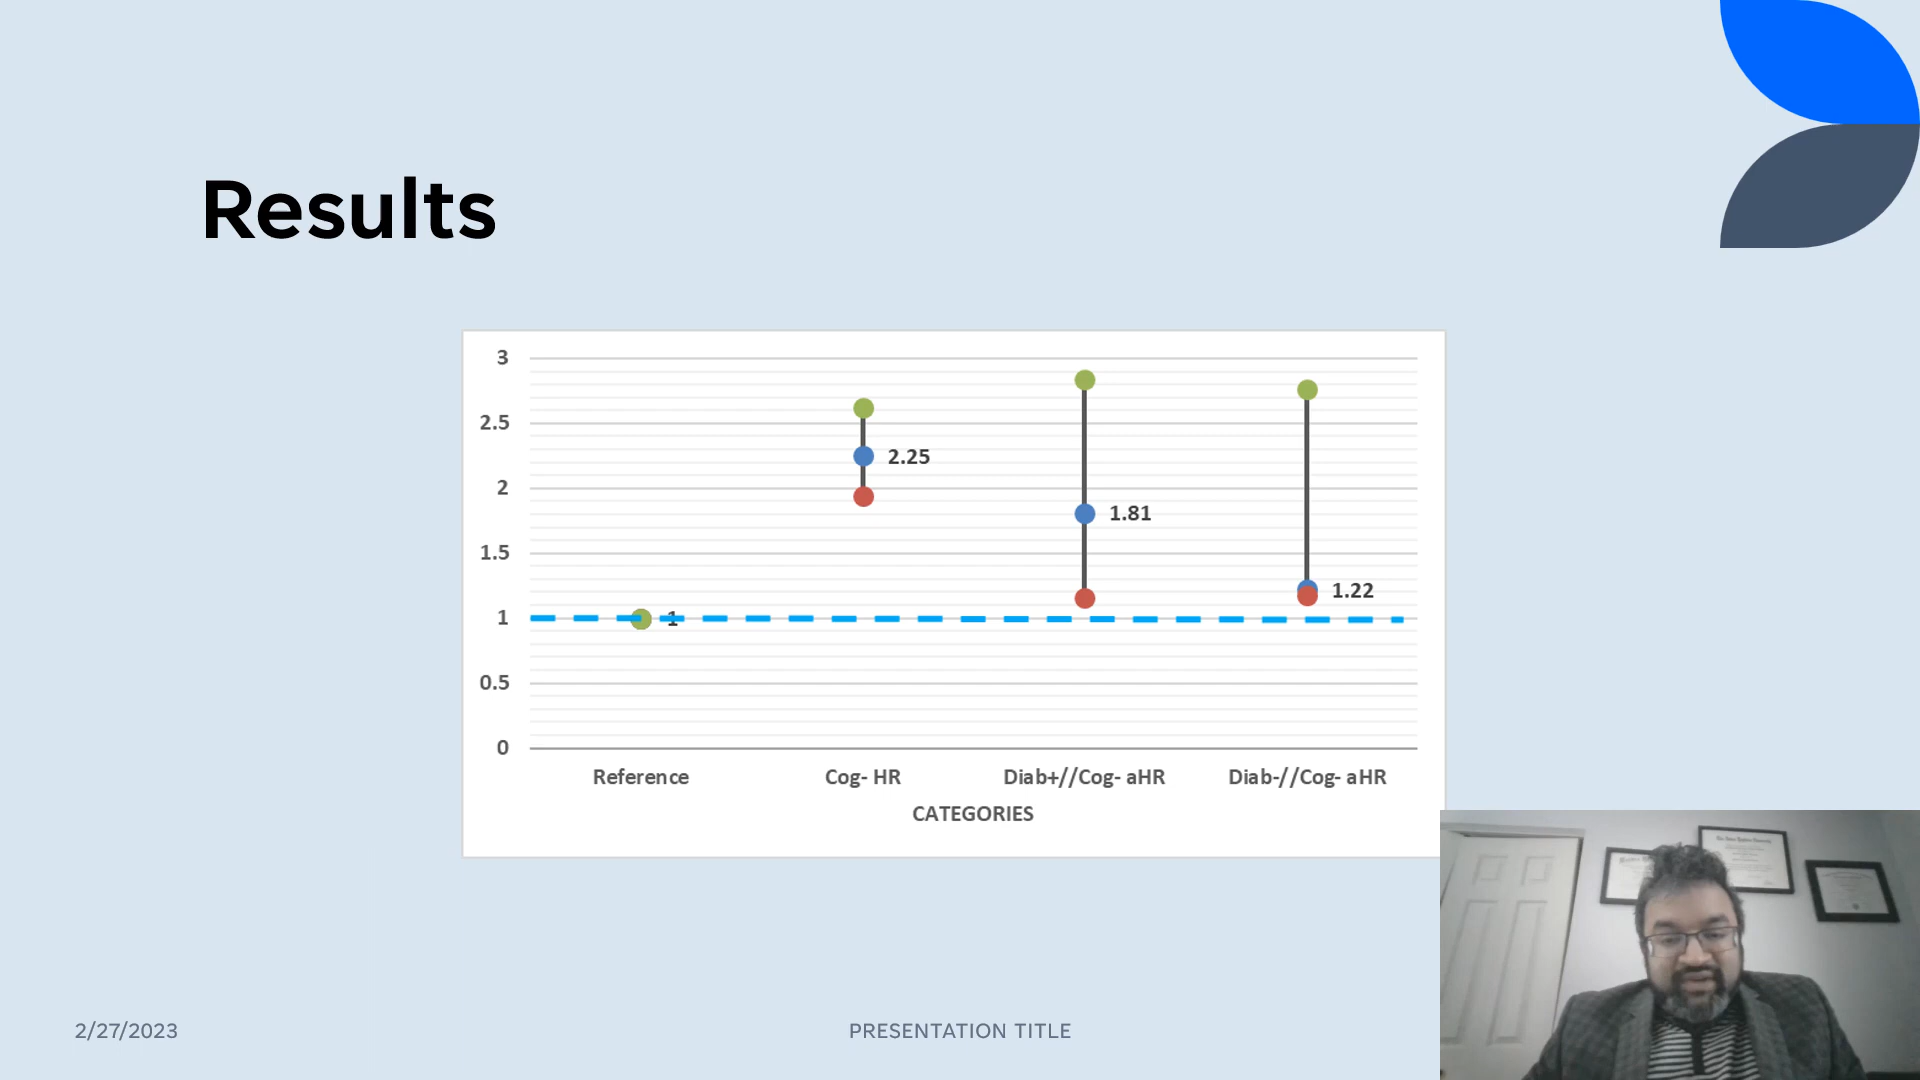 Results
3
2.5
2.25
2
1.81
1.5
1.22
1
1
0.5
0
Reference
Cog- HR
Diab+//Cog- aHR
Diab-//Cog- aHR
CATEGORIES
2/27/2023
PRESENTATION TITLE